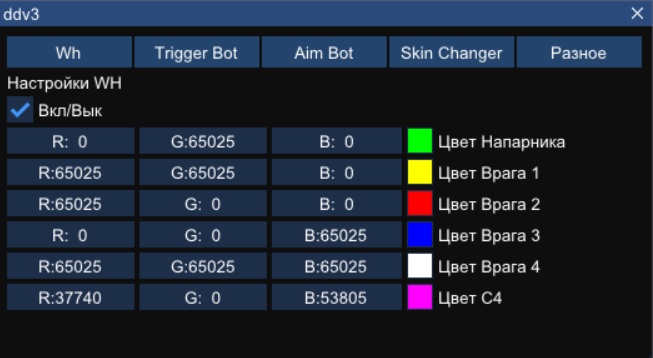 ddv3
Wh Trigger Bot Aim Bot Skin Changer Разное
Настройки WH
Вкл/Вык
R: 0 G:65025 B: 0 Цвет Напарника
R:65025 G:65025 B: 0 Цвет Врага 1
R:65025 G: 0 B: 0 Цвет Врага 2
R: 0 G: 0 B:65025 Цвет Врага 3
R:65025 G:65025 B:65025 Цвет Врага 4
R:37740 G: 0 B:53805 Цвет C4